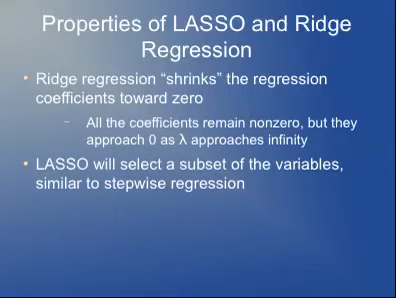 Properties of LASSO and Ridge
Regression
• Ridge regression “shrinks” the regression
coefficients toward zero
– All the coefficients remain nonzero, but they
approach 0 as λ approaches infinity
• LASSO will select a subset of the variables,
similar to stepwise regression